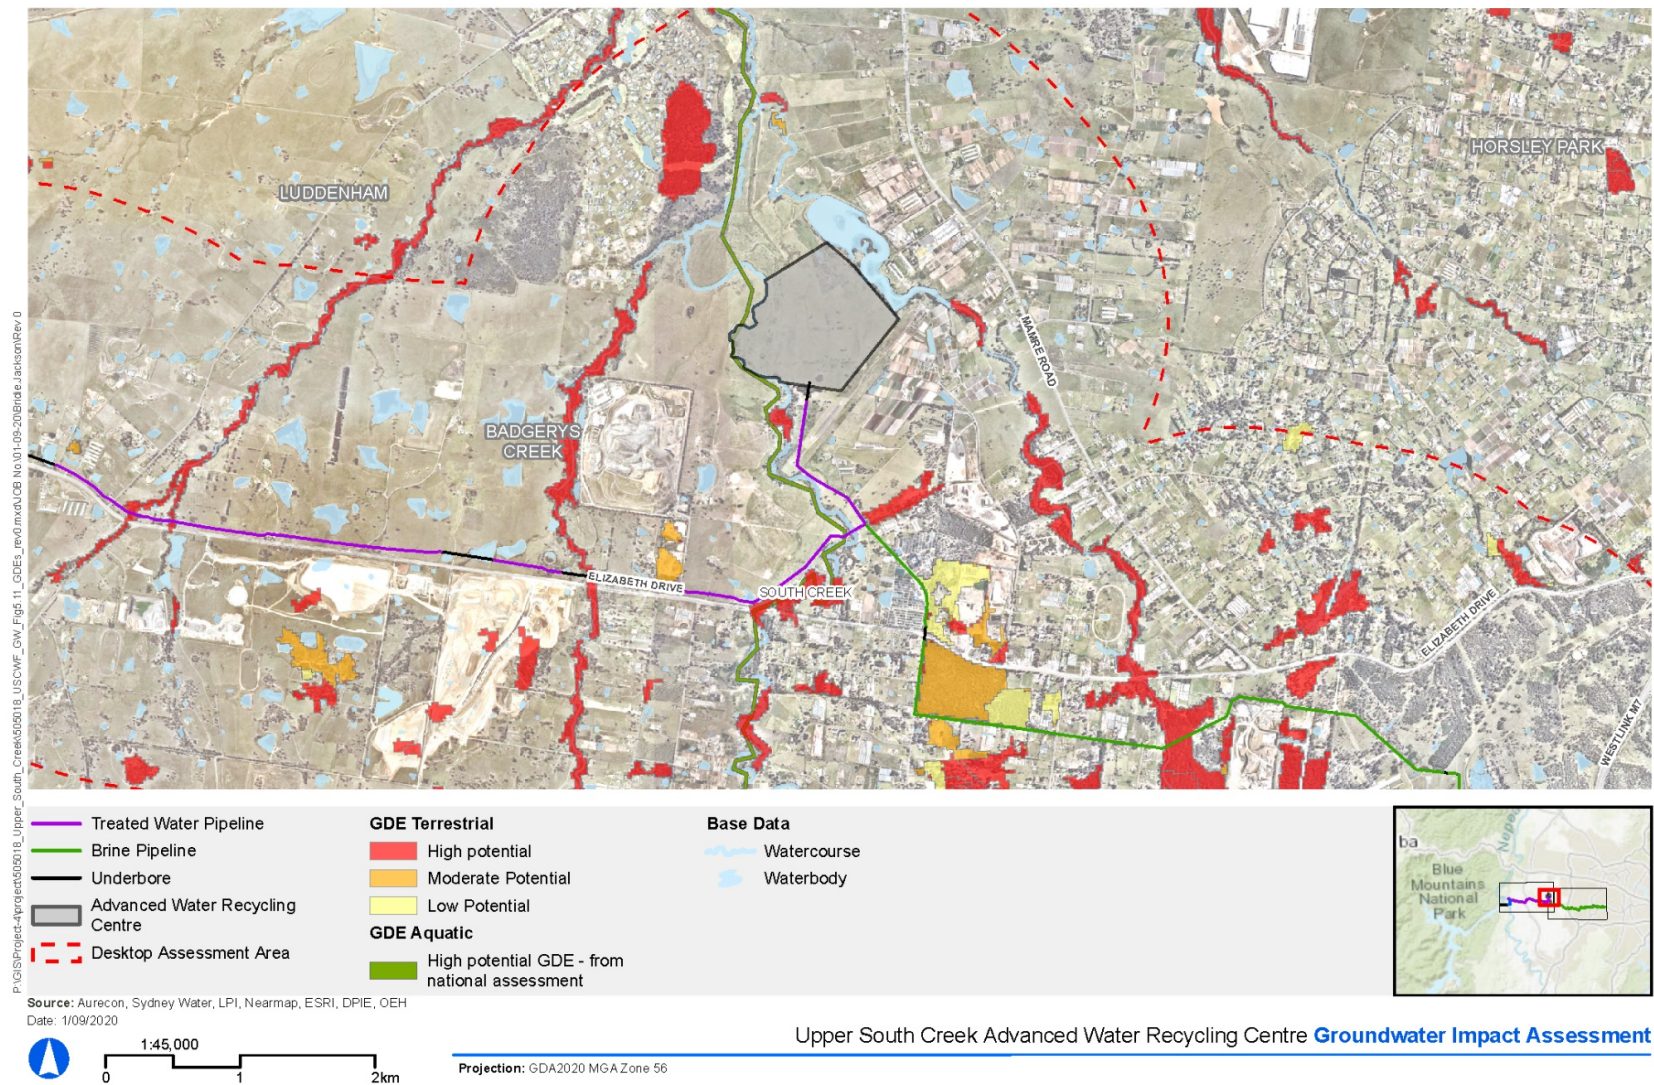 LUDDENHAM
HORSLEY PARK
MAMRE ROAD
BADGERYS
CREEK
ELIZABETH DRIVE
SOUTH CREEK
ELIZABETH DRIVE
WESTLINK M7
Treated Water Pipeline
Brine Pipeline
Underbore
Advanced Water Recycling
Centre
Desktop Assessment Area
GDE Terrestrial
High potential
Moderate Potential
Low Potential
GDE Aquatic
High potential GDE - from
national assessment
Base Data
Watercourse
Waterbody
ba
Blue
Mountains
National
Park
Source: Aurecon, Sydney Water, LPI, Nearmap, ESRI, DPIE, OEH
Date: 1/09/2020
1:45,000
0 1 2km
Upper South Creek Advanced Water Recycling Centre Groundwater Impact Assessment
Projection: GDA2020 MGA Zone 56